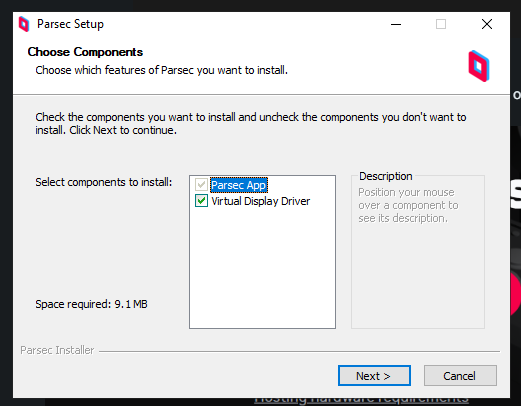 Parsec Setup
Choose Components
Choose which features of Parsec you want to install.
Check the components you want to install and uncheck the components you don't want to
install. Click Next to continue.
Select components to install:
Parsec App
Virtual Display Driver
Description
Position your mouse
over a component to
see its description.
Space required: 9.1 MB
Parsec Installer
Next >
Cancel
Hosting hardware requirements